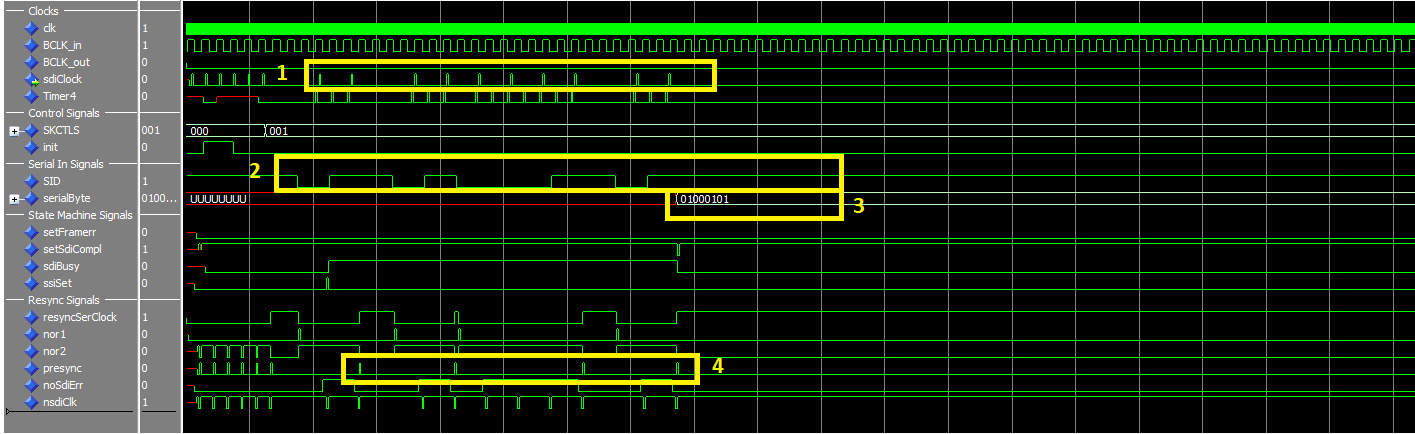 Clocks
clk 1
BCLK_in 1
BCLK_out 0
sdiClock 0
1
Timer4 0
Control Signals
SKCTLS 001 000 001
init 0
Serial In Signals
2
SID 1
serialByte 0100... UUUUUUUU 01000101
3
State Machine Signals
setFramerr 0
setSdiCompl 1
sdiBusy 0
ssiSet 0
Resync Signals
resyncSerClock 1
nor1 0
nor2 0
presync 0
4
noSdiErr 0
nsdiClk 1